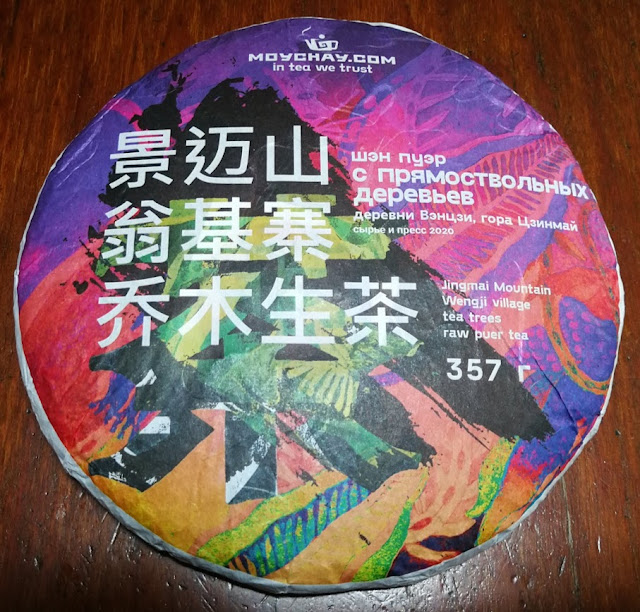 MOYCHAY.COM
in tea we trust
景迈山
翁基寨
乔木生茶
шэн пуэр
с прямоствольных
деревьев
деревни Вэнцзи, гора Цзинмай
сырье и пресс 2020
Jingmai Mountain
Wengji village
tea trees
raw puer tea
357 г